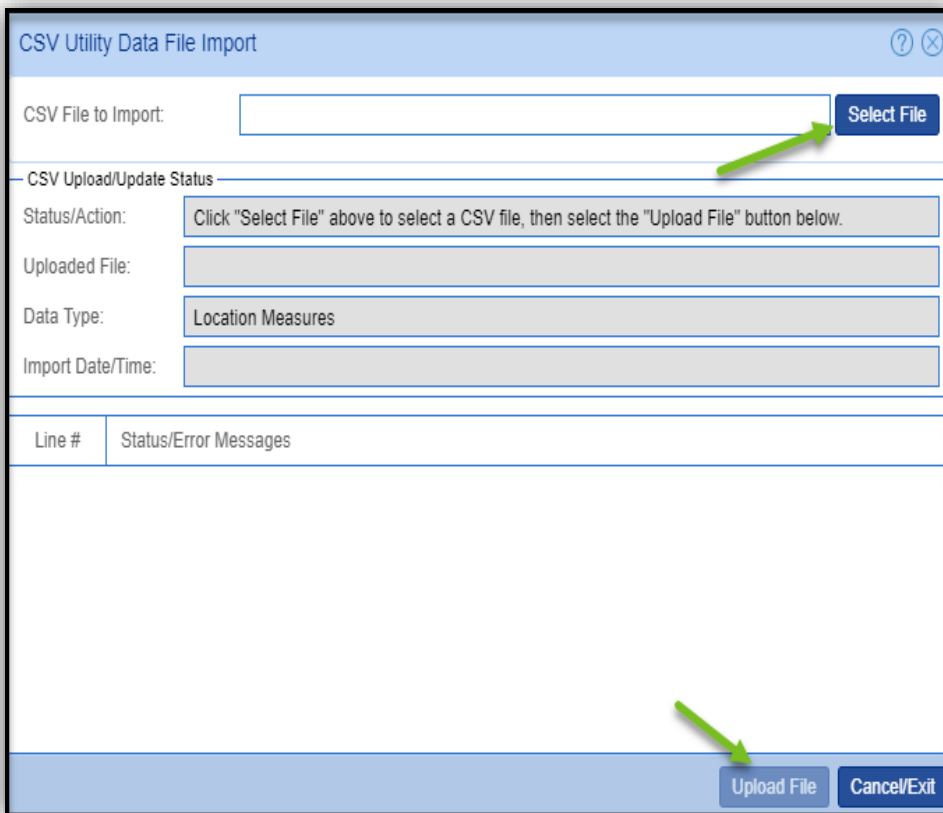 CSV Utility Data File Import
CSV File to Import:
Select File
CSV Upload/Update Status
Status/Action:
Click "Select File" above to select a CSV file, then select the "Upload File" button below.
Uploaded File:
Data Type:
Location Measures
Import Date/Time:
Line #
Status/Error Messages
Upload File
Cancel/Exit